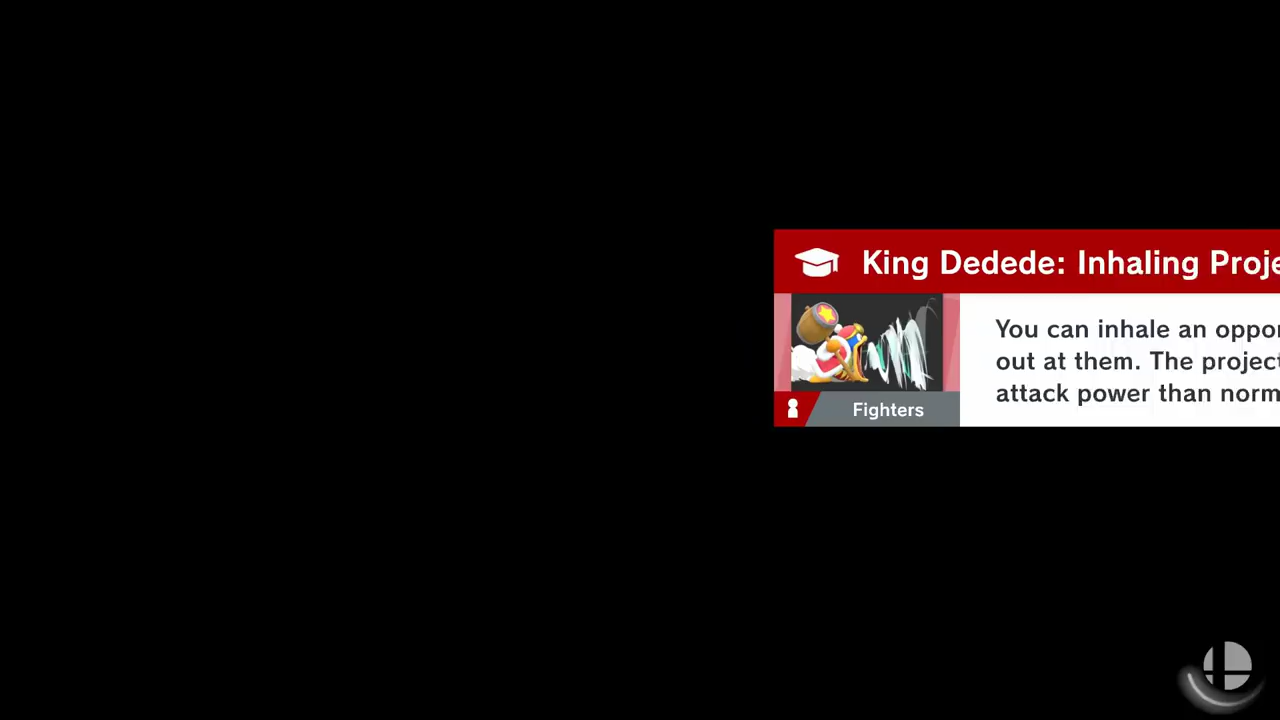 King Dedede: Inhaling Proje
You can inhale an oppo
out at them. The project
attack power than norm
Fighters